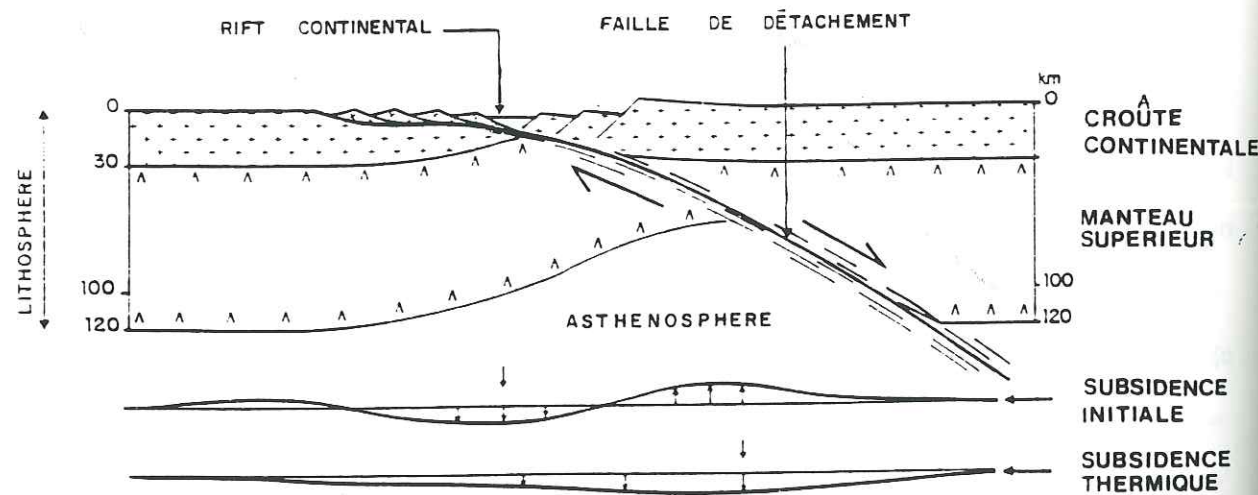 RIFT CONTINENTAL
FAILLE DE DÉTACHEMENT
km
0
0
CROÛTE
CONTINENTALE
30
LITHOSPHERE
MANTEAU
SUPERIEUR
100
100
120
120
ASTHENOSPHERE
SUBSIDENCE
INITIALE
SUBSIDENCE
THERMIQUE